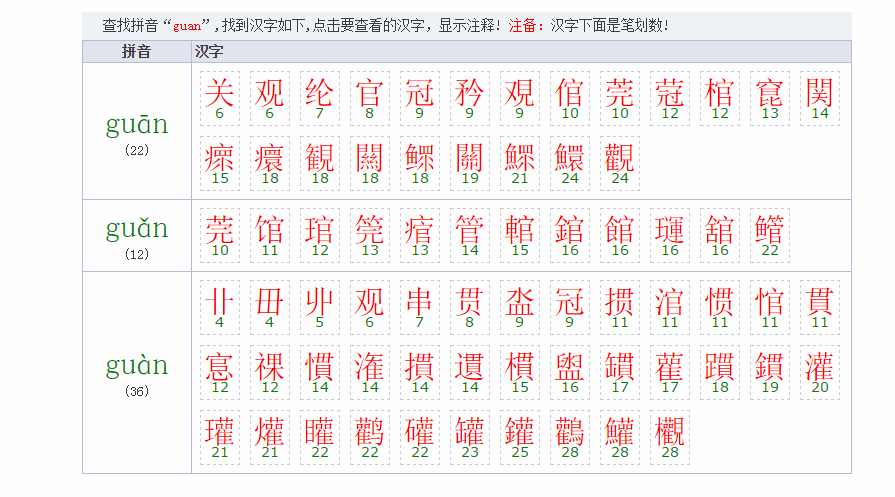 查找拼音“guan”,找到汉字如下,点击要查看的汉字，显示注释！注备：汉字下面是笔划数！
拼音 汉字
guān
(22)
关 观 纶 官 冠 矜 覌 倌 莞 蒄 棺 窤 関
6 6 7 8 9 9 9 10 10 12 12 13 14
瘝 癏 観 闗 鳏 關 鰥 鱞 觀
15 18 18 18 18 19 21 24 24
guǎn
(12)
莞 馆 琯 筦 痯 管 輨 錧 館 璭 舘 鳤
10 11 12 13 13 14 15 16 16 16 16 22
guàn
(36)
卝 毌 丱 观 串 贯 泴 冠 掼 涫 惯 悺 貫
4 4 5 6 7 8 9 9 11 11 11 11 11
悹 祼 慣 潅 摜 遦 樌 盥 罆 雚 躀 鏆 灌
12 12 14 14 14 14 15 16 17 17 18 19 20
瓘 爟 矔 鹳 礶 罐 鑵 鸛 鱹 欟
21 21 22 22 22 23 25 28 28 28